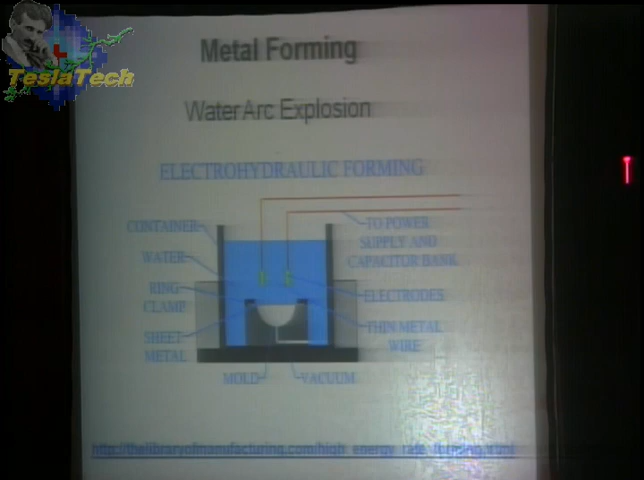 TeslaTech
Metal Forming
Water Arc Explosion
ELECTROHYDRAULIC FORMING
CONTAINER
WATER
RING
CLAMP
SHEET
METAL
MOLD
VACUUM
TO POWER
SUPPLY AND
CAPACITOR BANK
ELECTRODES
THIN METAL
WIRE
http://thelibraryofmanufacturing.com/high_energy_rate_forming.html